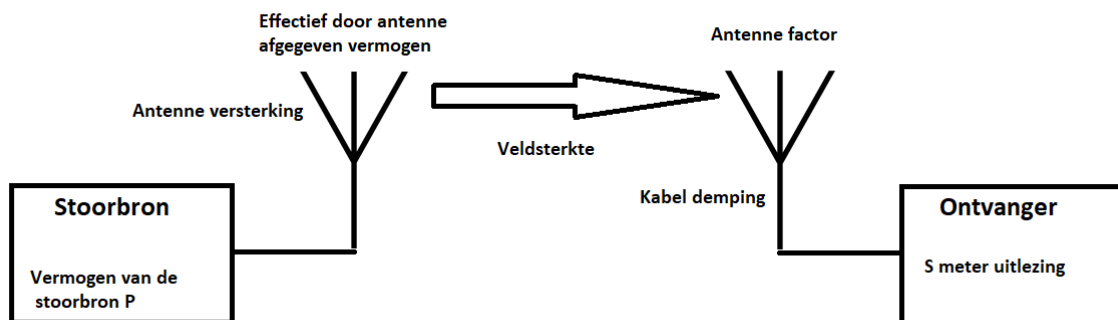 Effectief door antenne
afgegeven vermogen
Antenne factor
Antenne versterking
Veldsterkte
Kabel demping
Stoorbron
Vermogen van de
stoorbron P
Ontvanger
S meter uitlezing